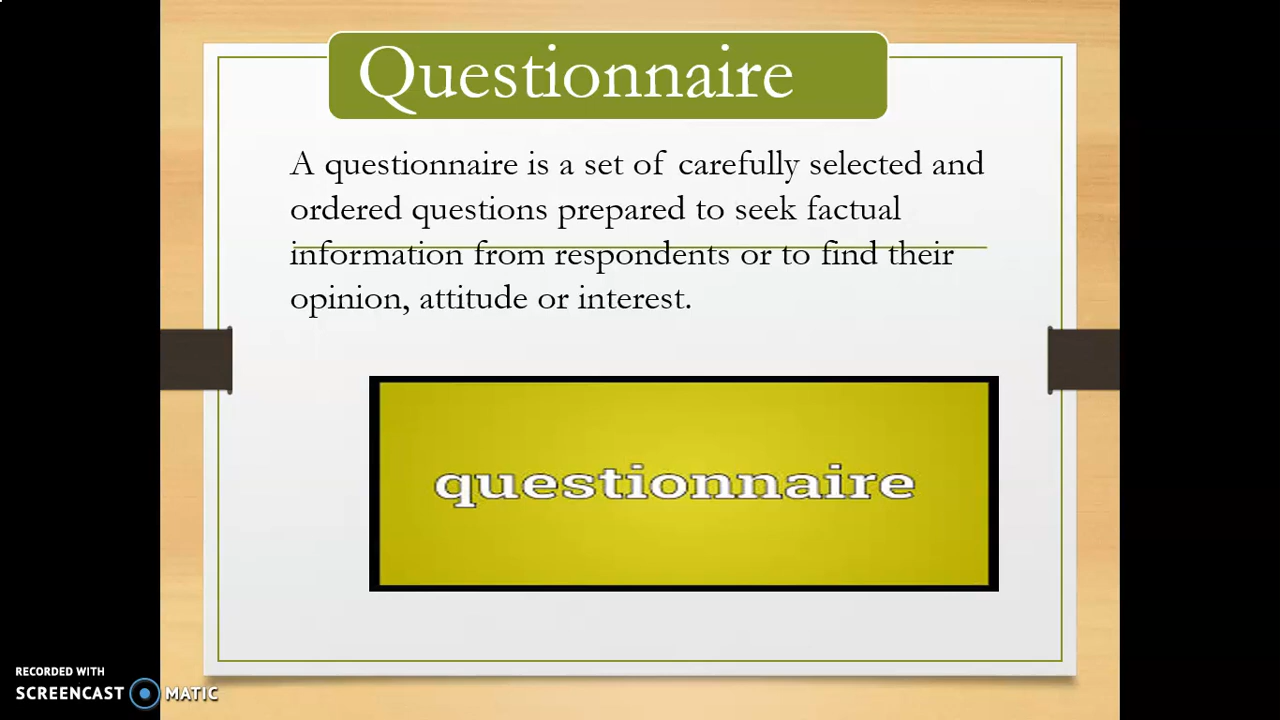 Questionnaire
A questionnaire is a set of carefully selected and
ordered questions prepared to seek factual
information from respondents or to find their
opinion, attitude or interest.
questionnaire
RECORDED WITH
SCREENCAST MATIC